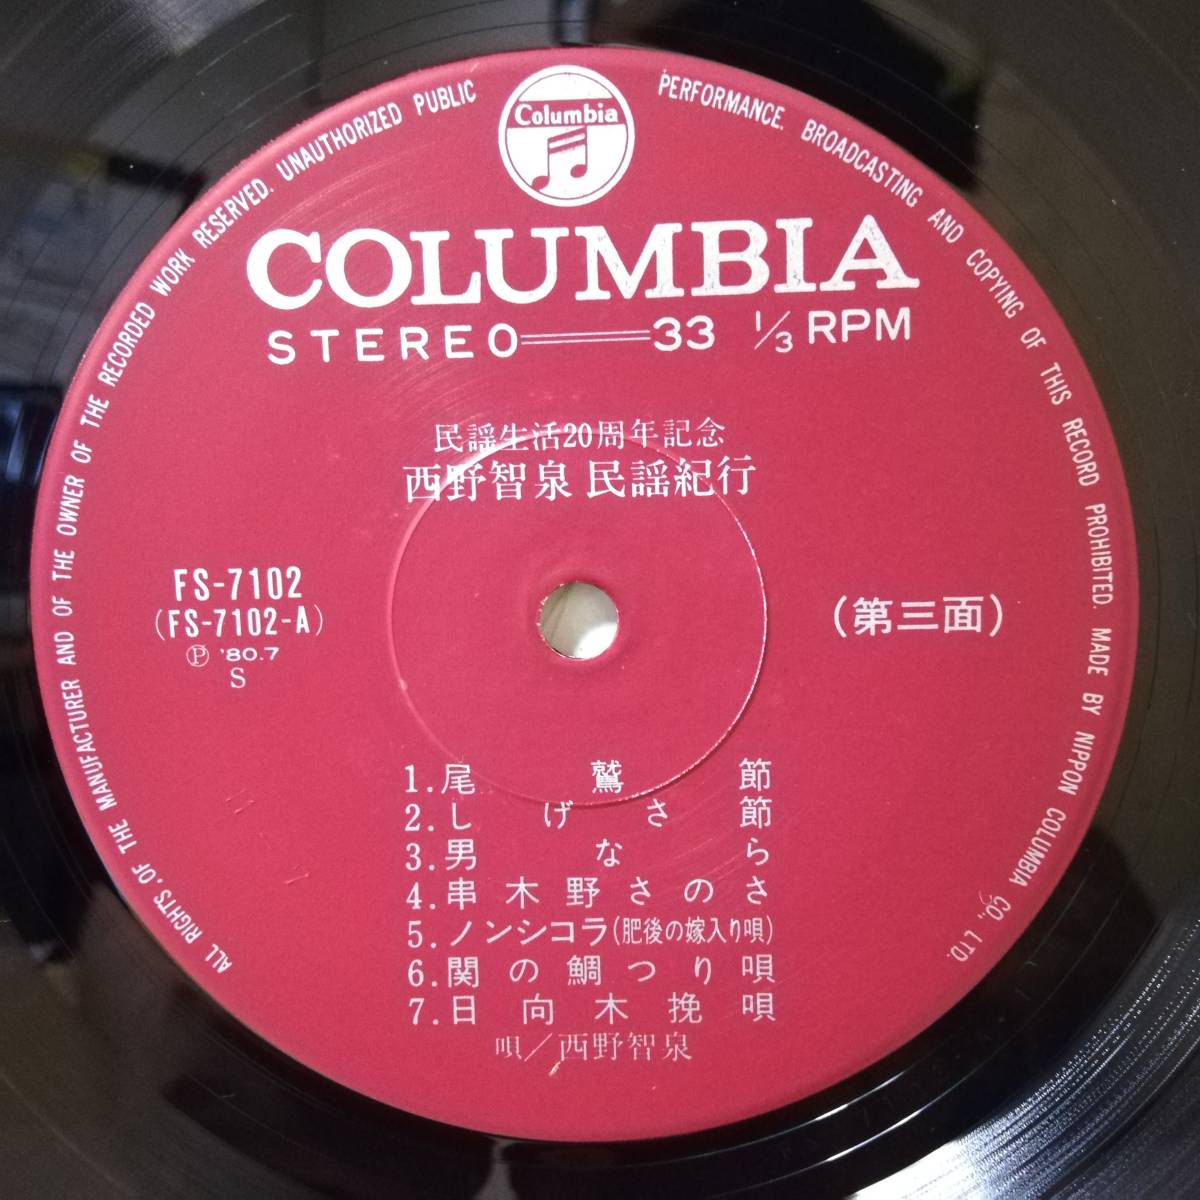 ALL RIGHTS, OF THE MANUFACTURER AND OF THE OWNER OF THE RECORDED WORK RESERVED. UNAUTHORIZED PUBLIC PERFORMANCE. BROADCASTING AND COPYING OF THIS RECORD PROHIBITED. MADE BY NIPPON COLUMBIA CO., LTD.
Columbia
COLUMBIA
STEREO 33 1/3 RPM
民謡生活20周年記念
西野智泉 民謡紀行
FS-7102
(FS-7102-A)
Ⓟ '80.7
S
(第三面)
1.尾鷲節
2.しげさ節
3.男なら
4.串木野さのさ
5.ノンシコラ(肥後の嫁入り唄)
6.関の鯛つり唄
7.日向木挽唄
唄/西野智泉